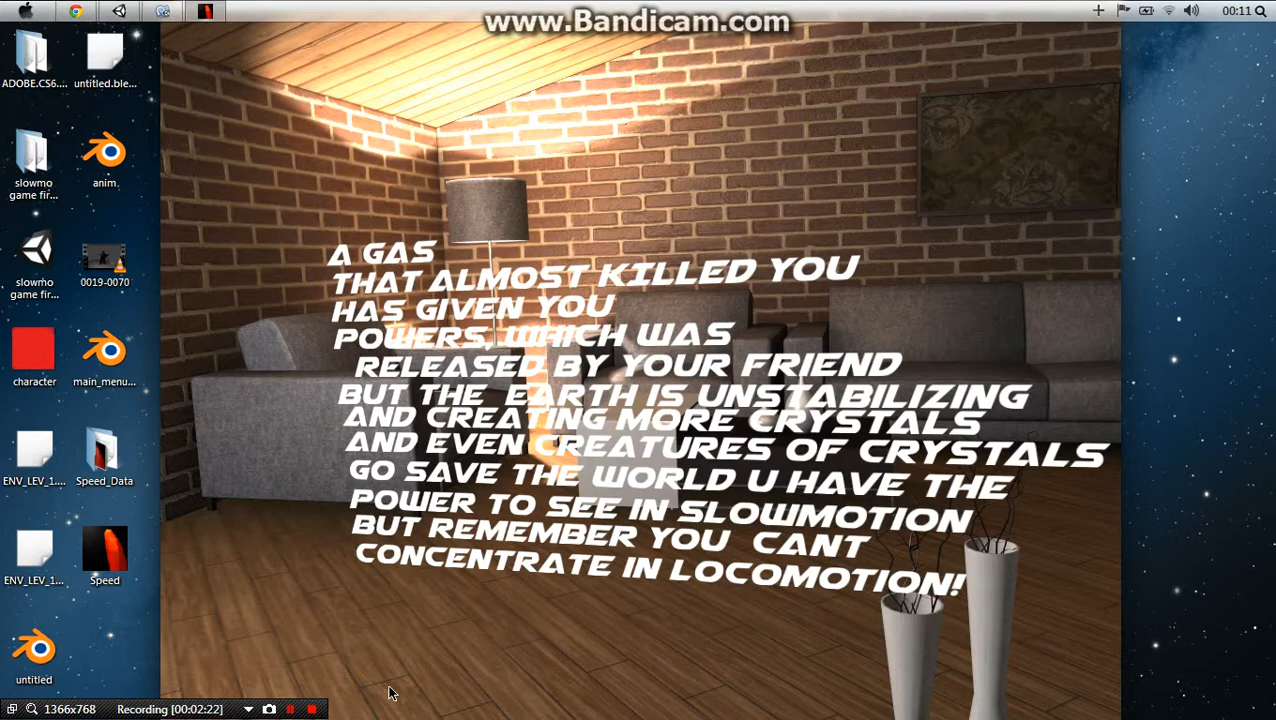 www.Bandicam.com
00:11
ADOBE.CS6....
untitled.ble...
slowmo
game fir...
anim.
slowmo
game fir...
0019-0070
character
main_menu...
ENV_LEV_1....
Speed_Data
ENV_LEV_1....
Speed
untitled
A GAS
THAT ALMOST KILLED YOU
HAS GIVEN YOU
POWERS, WHICH WAS
RELEASED BY YOUR FRIEND
BUT THE EARTH IS UNSTABILIZING
AND CREATING MORE CRYSTALS
AND EVEN CREATURES OF CRYSTALS
GO SAVE THE WORLD U HAVE THE
POWER TO SEE IN SLOWMOTION
BUT REMEMBER YOU CANT
CONCENTRATE IN LOCOMOTION!
1366x768 Recording [00:02:22]